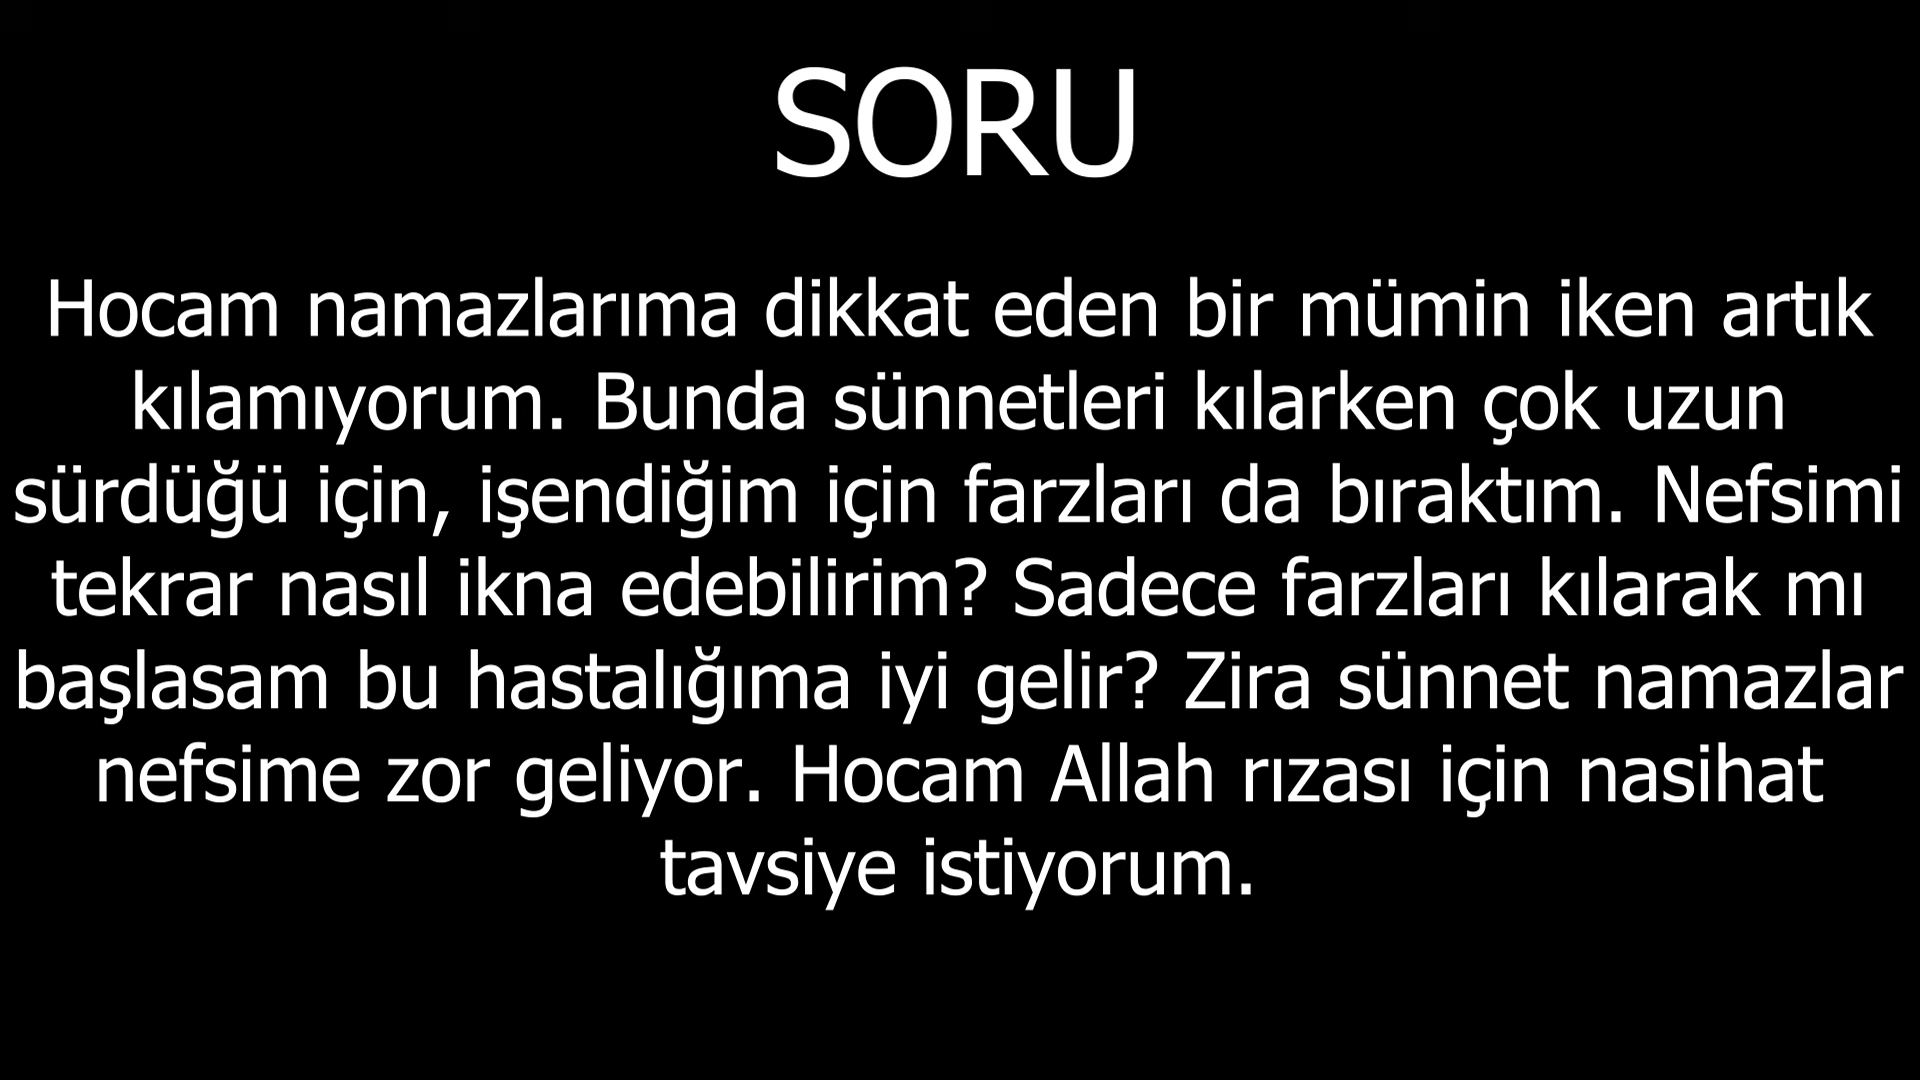 SORU
Hocam namazlarıma dikkat eden bir mümin iken artık
kılamıyorum. Bunda sünnetleri kılarken çok uzun
sürdüğü için, işendiğim için farzları da bıraktım. Nefsimi
tekrar nasıl ikna edebilirim? Sadece farzları kılarak mı
başlasam bu hastalığıma iyi gelir? Zira sünnet namazlar
nefsime zor geliyor. Hocam Allah rızası için nasihat
tavsiye istiyorum.